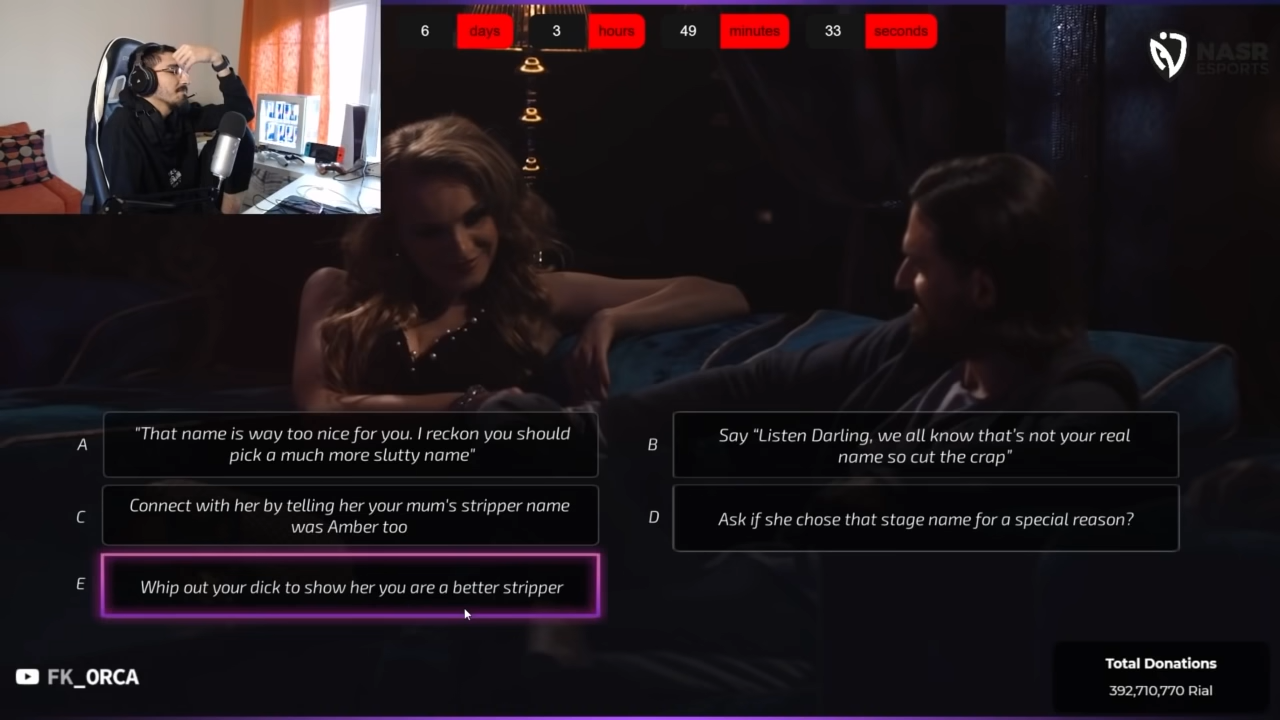 6 days 3 hours 49 minutes 33 seconds
NASR
ESPORTS
A
"That name is way too nice for you. I reckon you should
pick a much more slutty name"
B
Say “Listen Darling, we all know that’s not your real
name so cut the crap”
C
Connect with her by telling her your mum's stripper name
was Amber too
D
Ask if she chose that stage name for a special reason?
E
Whip out your dick to show her you are a better stripper
FK_ORCA
Total Donations
392,710,770 Rial